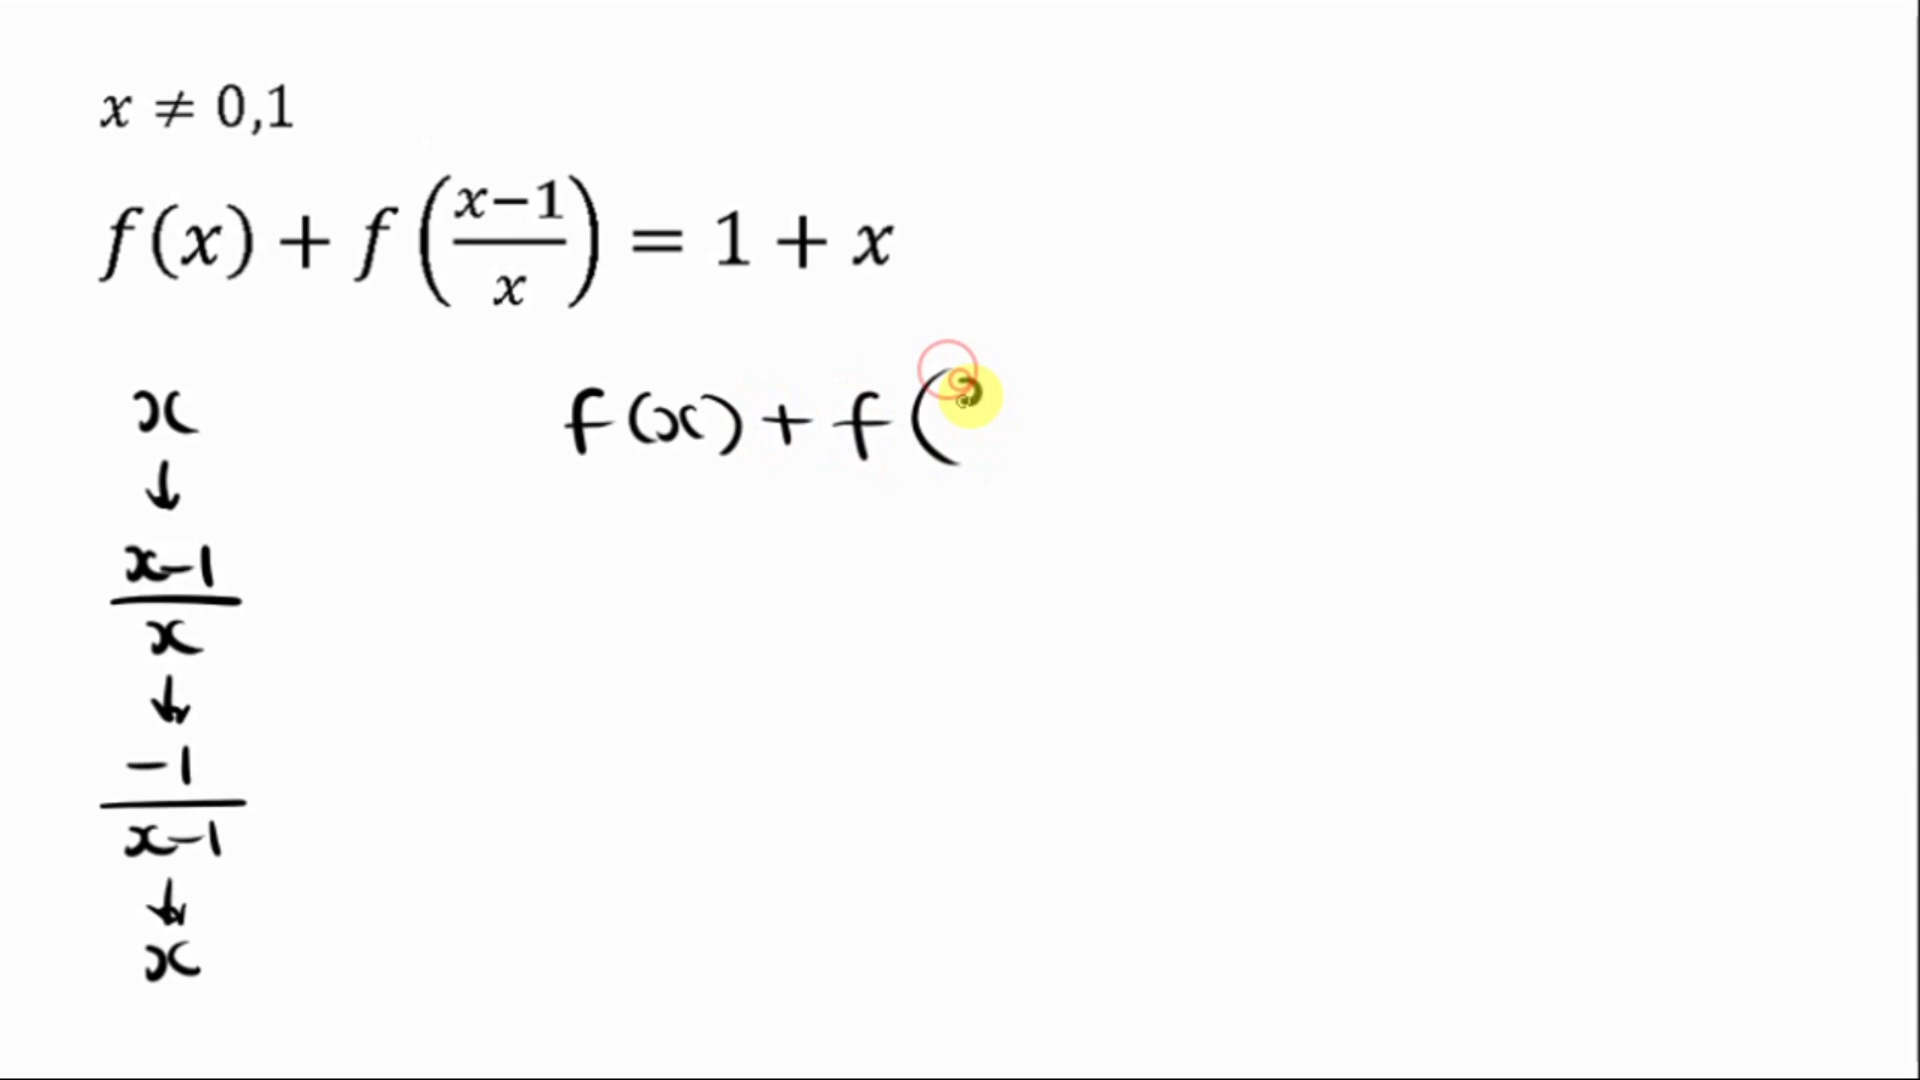 x ≠ 0,1
f(x) + f((x−1)/x) = 1 + x
x
↓
x−1
x
↓
−1
x−1
↓
x
f(x) + f(